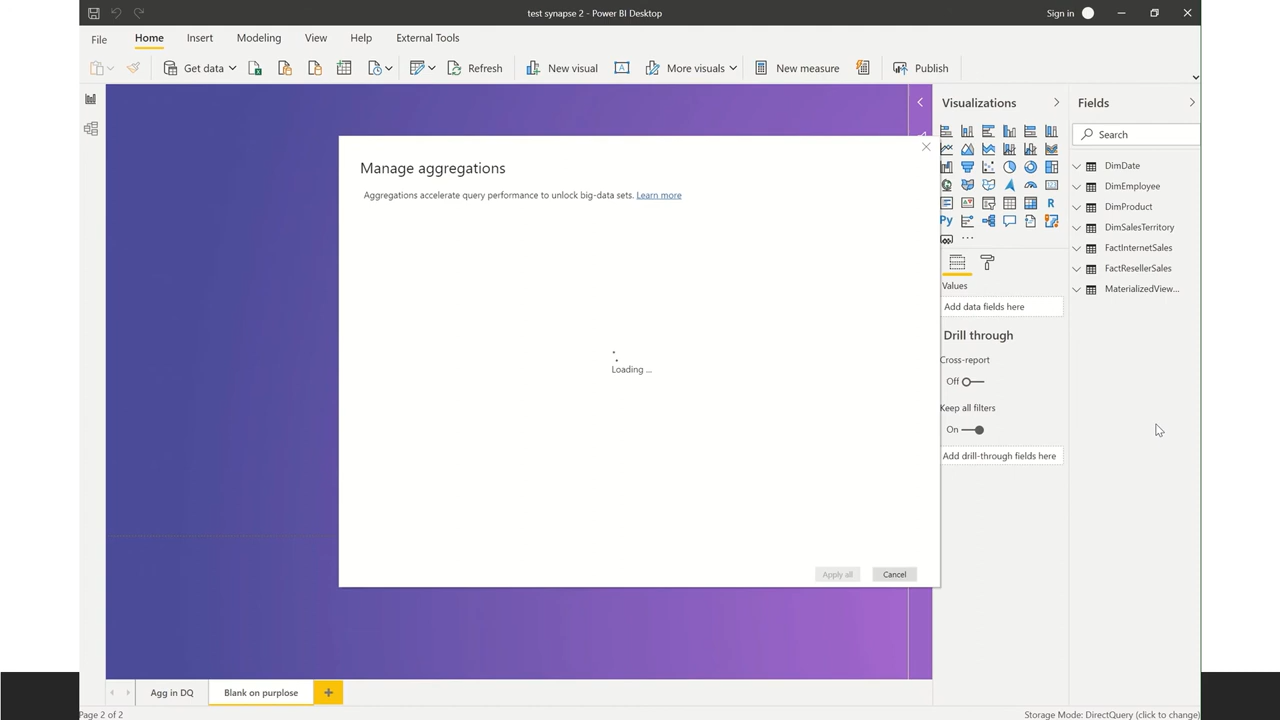 test synapse 2 - Power BI Desktop
Sign in
File
Home
Insert
Modeling
View
Help
External Tools
Get data
Refresh
New visual
More visuals
New measure
Publish
Visualizations
Fields
Search
DimDate
DimEmployee
DimProduct
DimSalesTerritory
FactInternetSales
FactResellerSales
MaterializedView...
R
Py
Values
Add data fields here
Drill through
Cross-report
Off
Keep all filters
On
Add drill-through fields here
Manage aggregations
Aggregations accelerate query performance to unlock big-data sets. Learn more
Loading ...
Apply all
Cancel
Agg in DQ
Blank on purplose
Page 2 of 2
Storage Mode: DirectQuery (click to change)